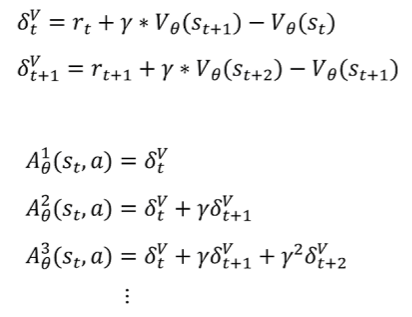 δ_t^V = r_t + γ * V_θ(s_{t+1}) − V_θ(s_t)
δ_{t+1}^V = r_{t+1} + γ * V_θ(s_{t+2}) − V_θ(s_{t+1})
A_θ^1(s_t, a) = δ_t^V
A_θ^2(s_t, a) = δ_t^V + γδ_{t+1}^V
A_θ^3(s_t, a) = δ_t^V + γδ_{t+1}^V + γ^2δ_{t+2}^V
⋮